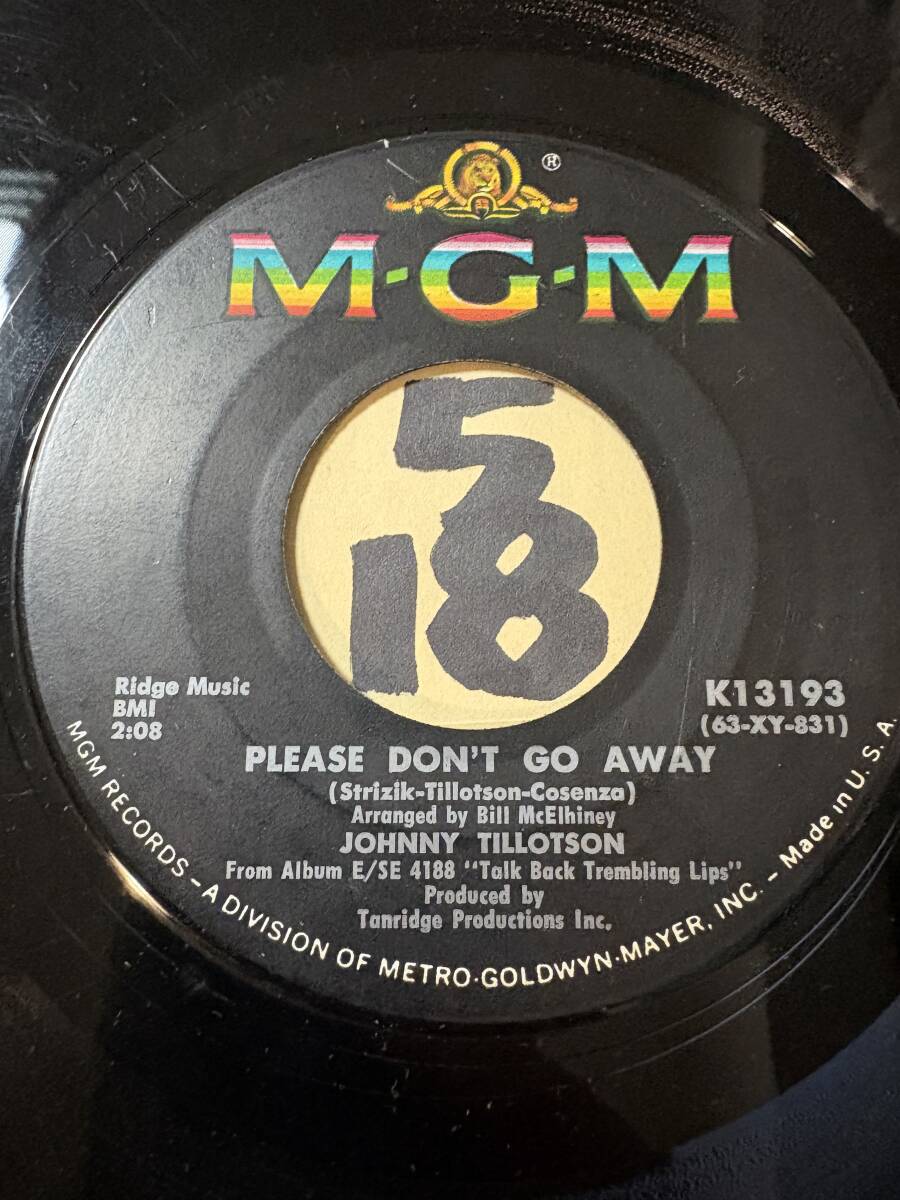 ®
M·G·M
5
18
Ridge Music
BMI
2:08
K13193
(63-XY-831)
PLEASE DON'T GO AWAY
(Strizik-Tillotson-Cosenza)
Arranged by Bill McElhiney
JOHNNY TILLOTSON
From Album E/SE 4188 "Talk Back Trembling Lips"
Produced by
Tanridge Productions Inc.
MGM RECORDS – A DIVISION OF METRO·GOLDWYN·MAYER, INC. – Made in U. S. A.